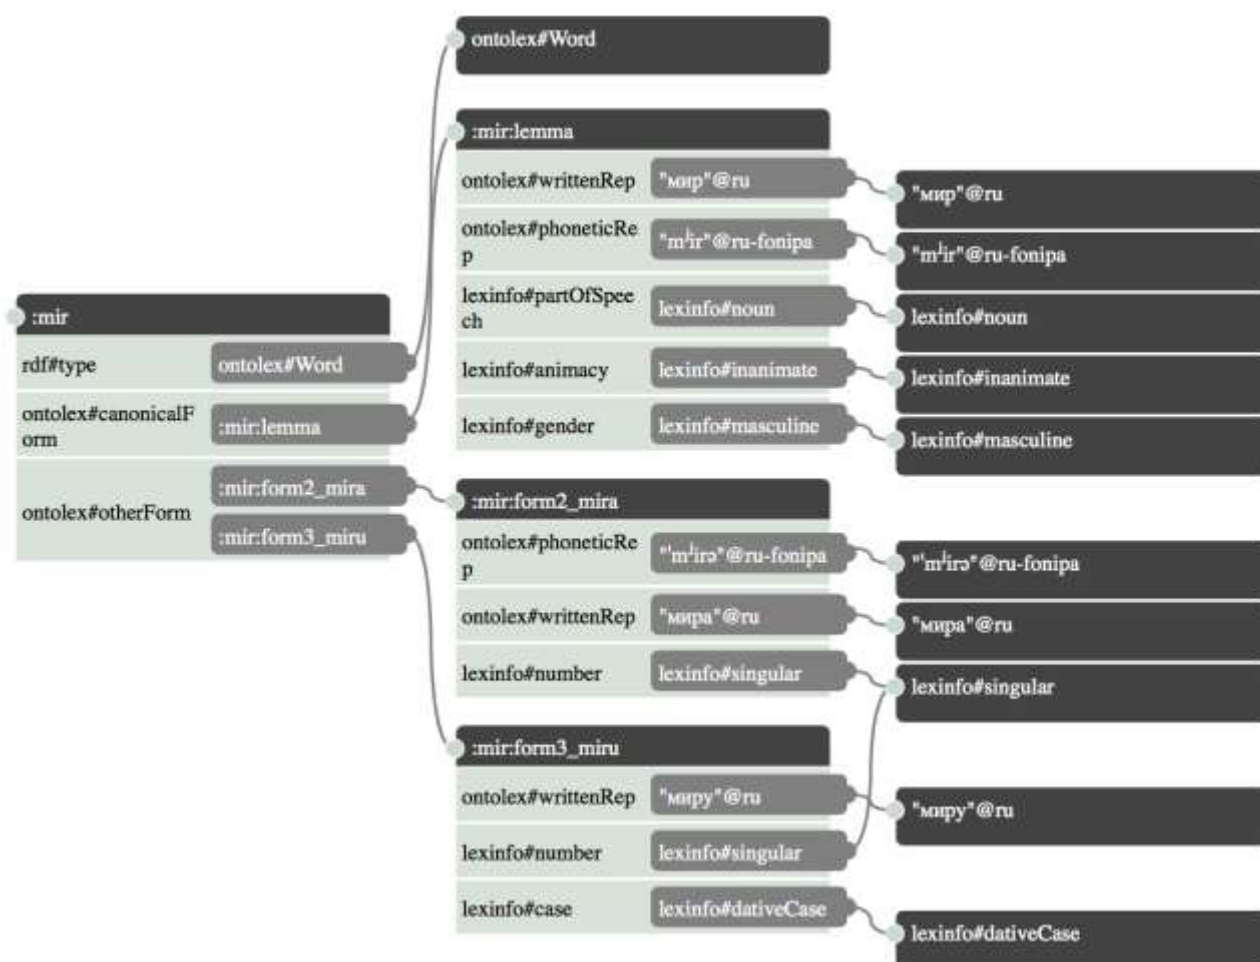 ontolex#Word
:mir:lemma
ontolex#writtenRep "мир"@ru
ontolex#phoneticRe
p
"mʲir"@ru-fonipa
lexinfo#partOfSpee
ch
lexinfo#noun
lexinfo#animacy lexinfo#inanimate
lexinfo#gender lexinfo#masculine
"мир"@ru
"mʲir"@ru-fonipa
lexinfo#noun
lexinfo#inanimate
lexinfo#masculine
:mir
rdf#type ontolex#Word
ontolex#canonicalF
orm
:mir:lemma
ontolex#otherForm
:mir:form2_mira
:mir:form3_miru
:mir:form2_mira
ontolex#phoneticRe
p
"ˈmʲirə"@ru-fonipa
ontolex#writtenRep "мира"@ru
lexinfo#number lexinfo#singular
"ˈmʲirə"@ru-fonipa
"мира"@ru
lexinfo#singular
:mir:form3_miru
ontolex#writtenRep "миру"@ru
lexinfo#number lexinfo#singular
lexinfo#case lexinfo#dativeCase
"миру"@ru
lexinfo#dativeCase